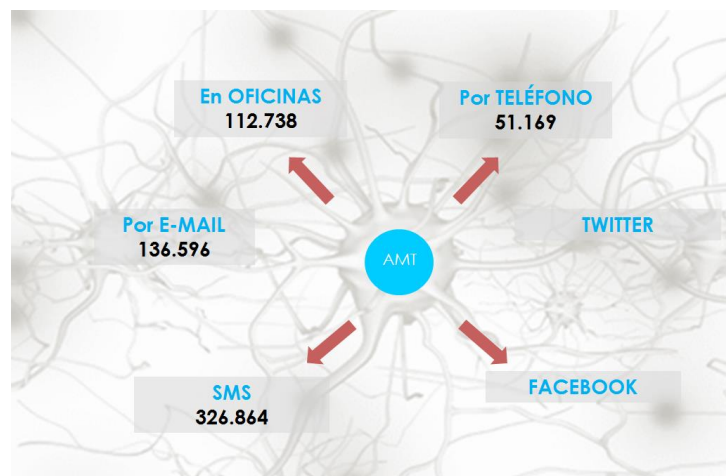 En OFICINAS
112.738
Por TELÉFONO
51.169
Por E-MAIL
136.596
TWITTER
AMT
SMS
326.864
FACEBOOK